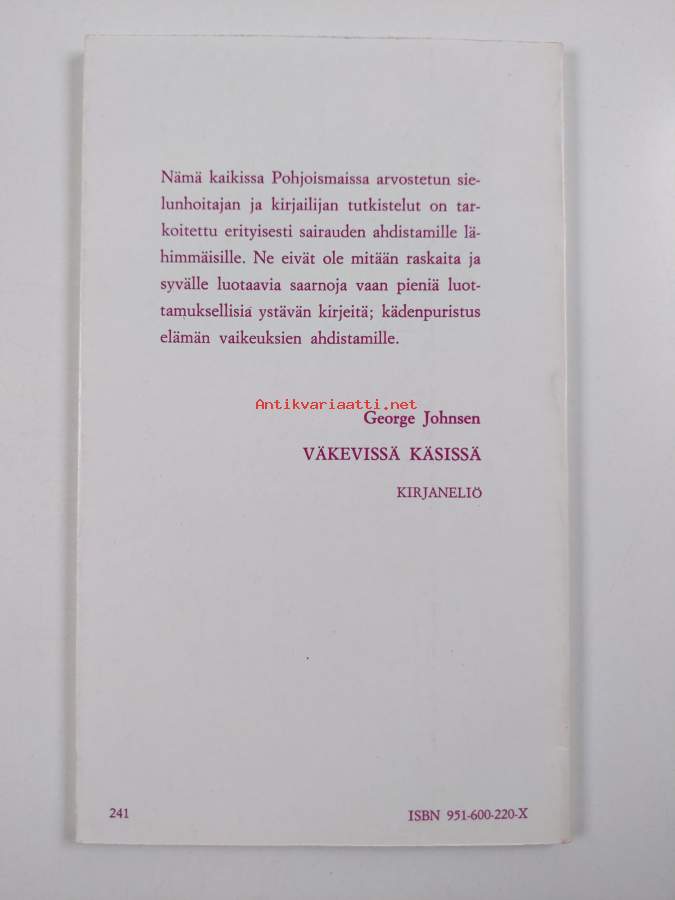 Nämä kaikissa Pohjoismaissa arvostetun sie-
lunhoitajan ja kirjailijan tutkistelut on tar-
koitettu erityisesti sairauden ahdistamille lä-
himmäisille. Ne eivät ole mitään raskaita ja
syvälle luotaavia saarnoja vaan pieniä luot-
tamuksellisia ystävän kirjeitä; kädenpuristus
elämän vaikeuksien ahdistamille.
Antikvariaatti.net
George Johnsen
VÄKEVISSÄ KÄSISSÄ
KIRJANELIÖ
241
ISBN 951-600-220-X